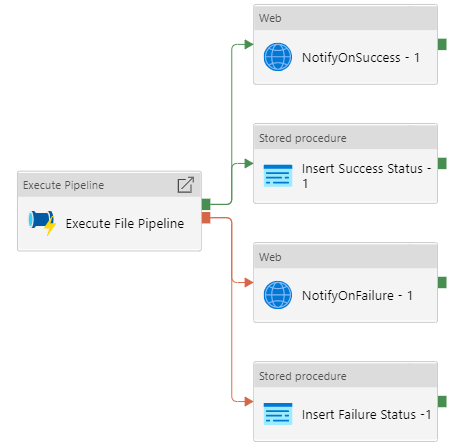 Web
NotifyOnSuccess - 1
Stored procedure
Insert Success Status -
1
Execute Pipeline
Execute File Pipeline
Web
NotifyOnFailure - 1
Stored procedure
Insert Failure Status -1